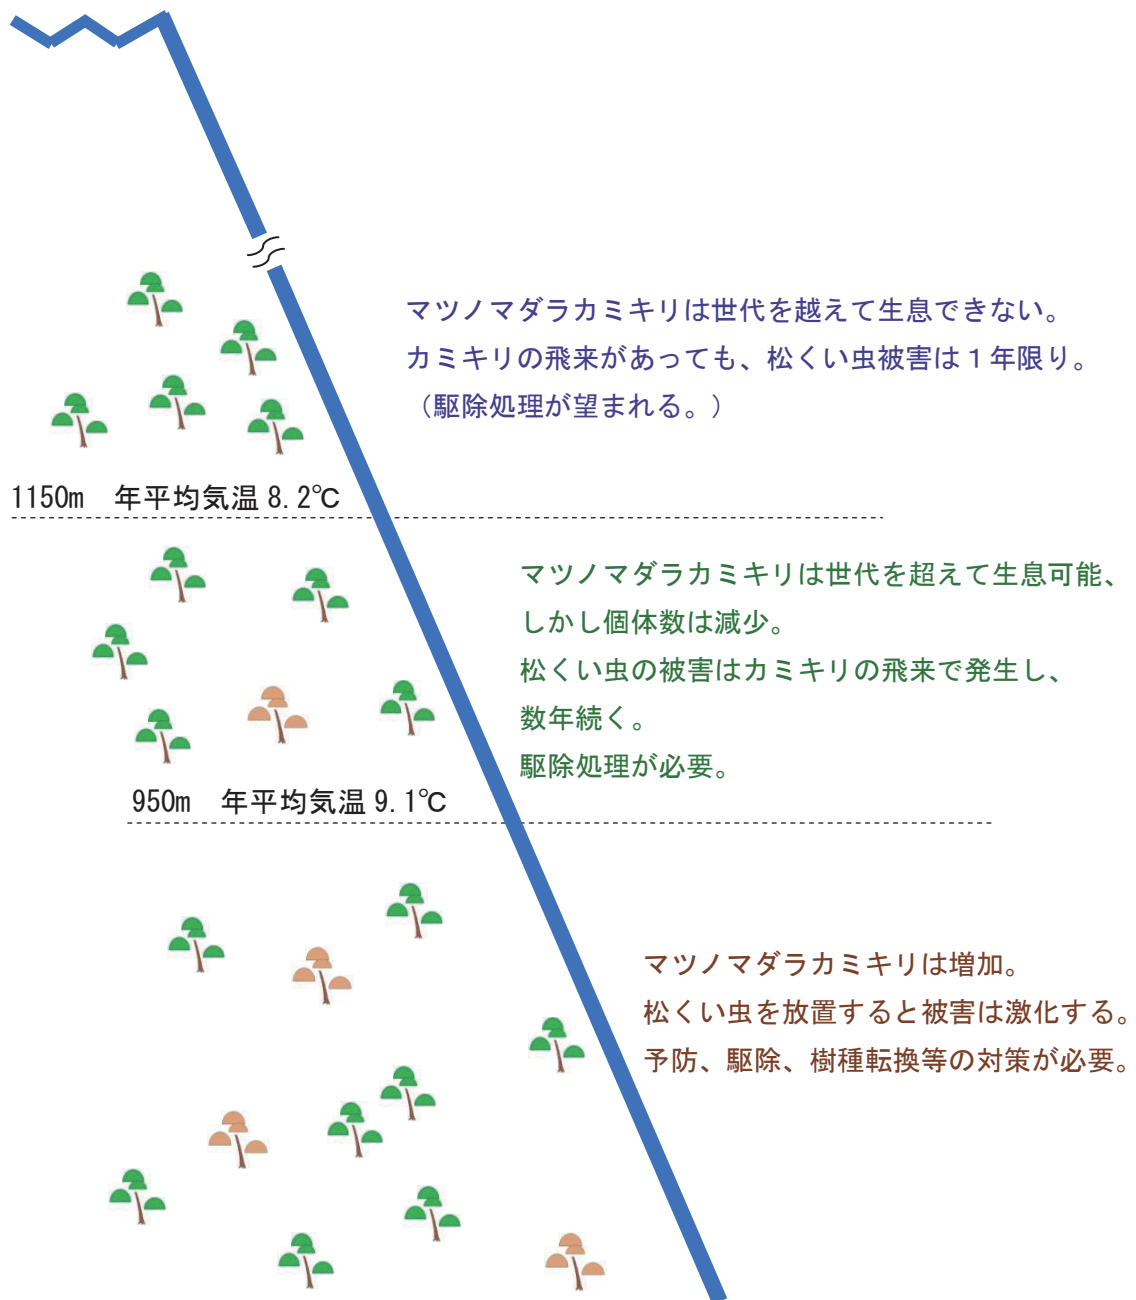 マツノマダラカミキリは世代を越えて生息できない。
カミキリの飛来があっても、松くい虫被害は１年限り。
（駆除処理が望まれる。）
1150m　年平均気温 8.2℃
マツノマダラカミキリは世代を超えて生息可能、
しかし個体数は減少。
松くい虫の被害はカミキリの飛来で発生し、
数年続く。
駆除処理が必要。
950m　年平均気温 9.1℃
マツノマダラカミキリは増加。
松くい虫を放置すると被害は激化する。
予防、駆除、樹種転換等の対策が必要。